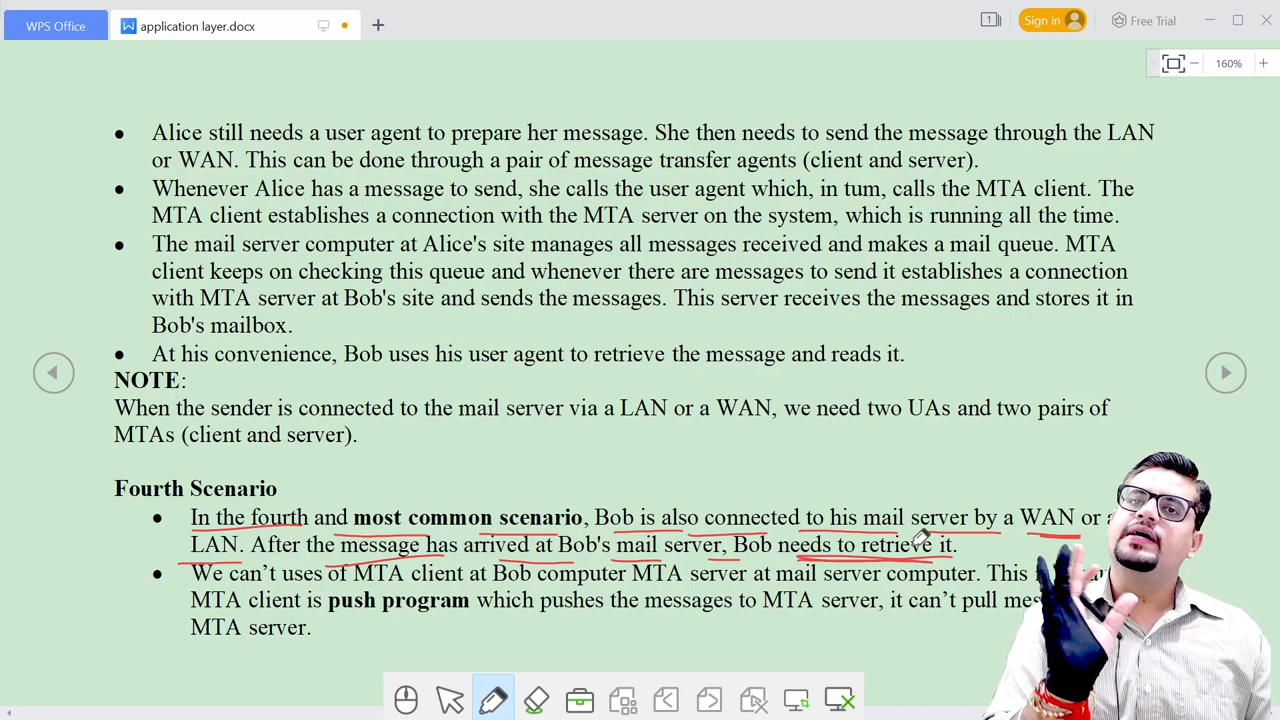 WPS Office
application layer.docx
1
Sign in
Free Trial
160%
Alice still needs a user agent to prepare her message. She then needs to send the message through the LAN
or WAN. This can be done through a pair of message transfer agents (client and server).
Whenever Alice has a message to send, she calls the user agent which, in tum, calls the MTA client. The
MTA client establishes a connection with the MTA server on the system, which is running all the time.
The mail server computer at Alice's site manages all messages received and makes a mail queue. MTA
client keeps on checking this queue and whenever there are messages to send it establishes a connection
with MTA server at Bob's site and sends the messages. This server receives the messages and stores it in
Bob's mailbox.
At his convenience, Bob uses his user agent to retrieve the message and reads it.
NOTE:
When the sender is connected to the mail server via a LAN or a WAN, we need two UAs and two pairs of
MTAs (client and server).
Fourth Scenario
In the fourth and most common scenario, Bob is also connected to his mail server by a WAN or
LAN. After the message has arrived at Bob's mail server, Bob needs to retrieve it.
We can't uses of MTA client at Bob computer MTA server at mail server computer. This
MTA client is push program which pushes the messages to MTA server, it can't pull
MTA server.